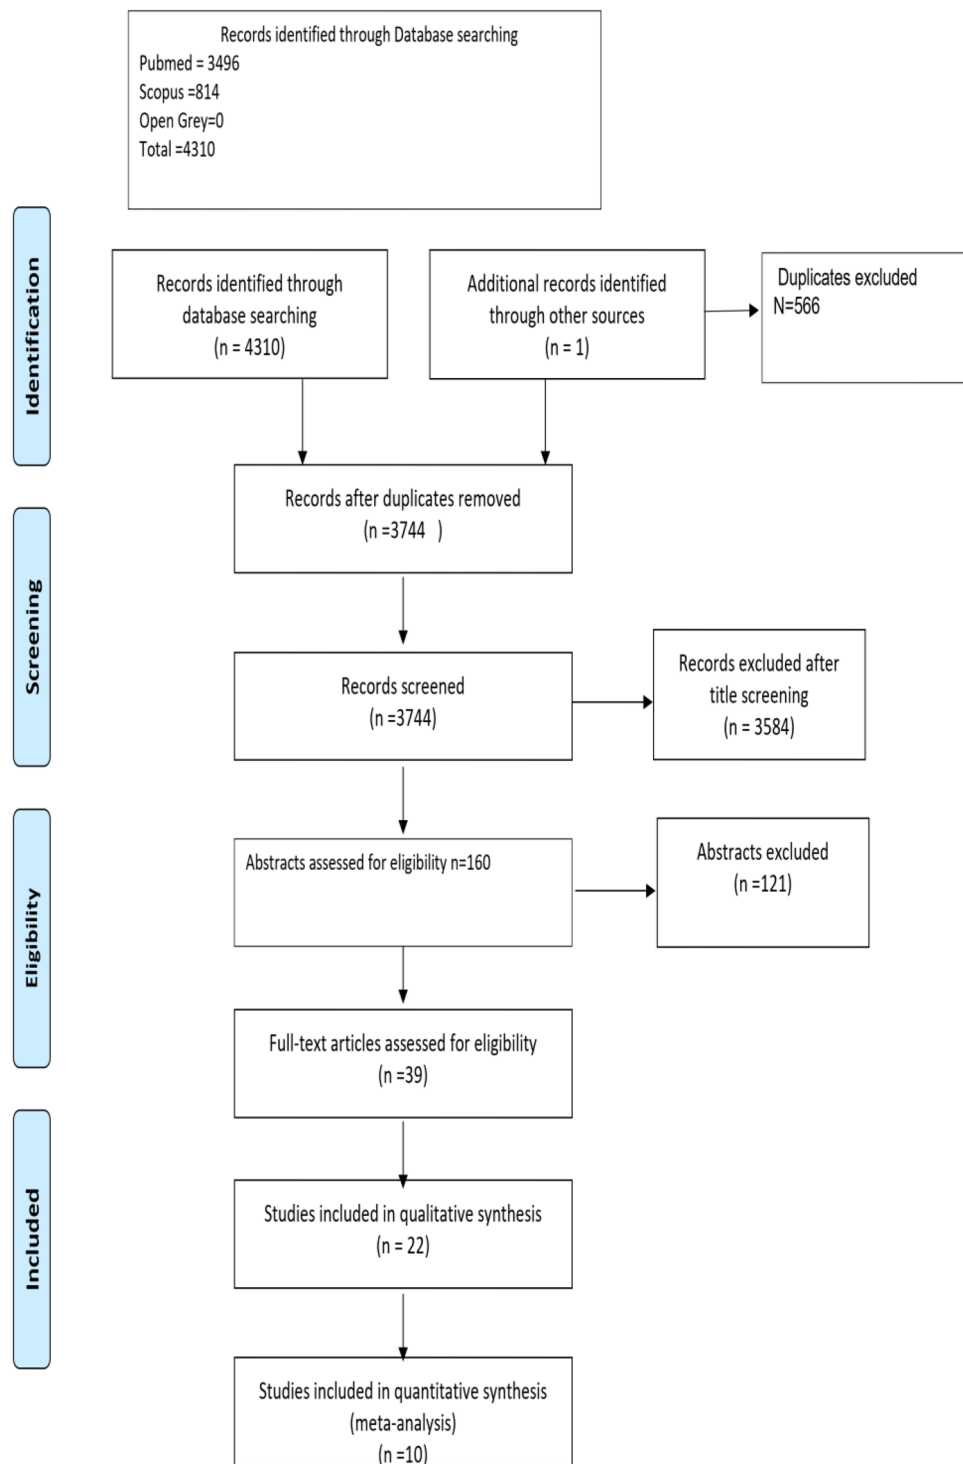 Records identified through Database searching
Pubmed = 3496
Scopus =814
Open Grey=0
Total =4310
Identification
Records identified through
database searching
(n = 4310)
Additional records identified
through other sources
(n = 1)
Duplicates excluded
N=566
Records after duplicates removed
(n =3744   )
Screening
Records screened
(n =3744)
Records excluded after
title screening
(n = 3584)
Eligibility
Abstracts assessed for eligibility n=160
Abstracts excluded
(n =121)
Full-text articles assessed for eligibility
(n =39)
Included
Studies included in qualitative synthesis
(n = 22)
Studies included in quantitative synthesis
(meta-analysis)
(n =10)